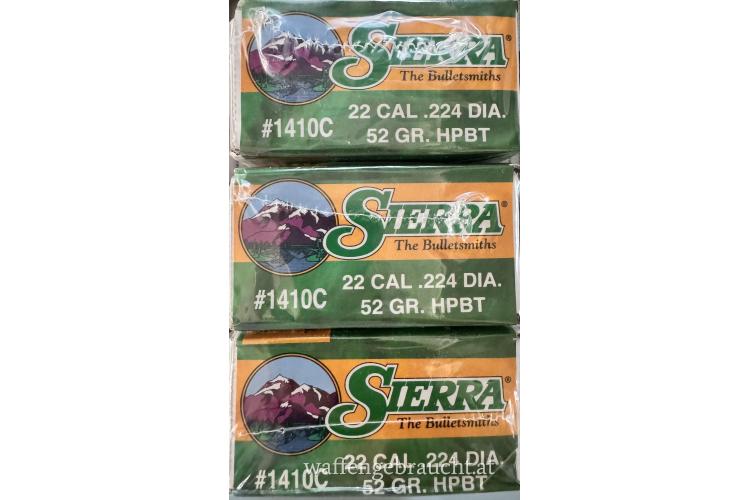 SIERRA®
The Bulletsmiths
#1410C
22 CAL .224 DIA.
52 GR. HPBT
SIERRA®
The Bulletsmiths
#1410C
22 CAL .224 DIA.
52 GR. HPBT
SIERRA®
The Bulletsmiths
#1410C
22 CAL .224 DIA.
52 GR. HPBT
waffengebraucht.at